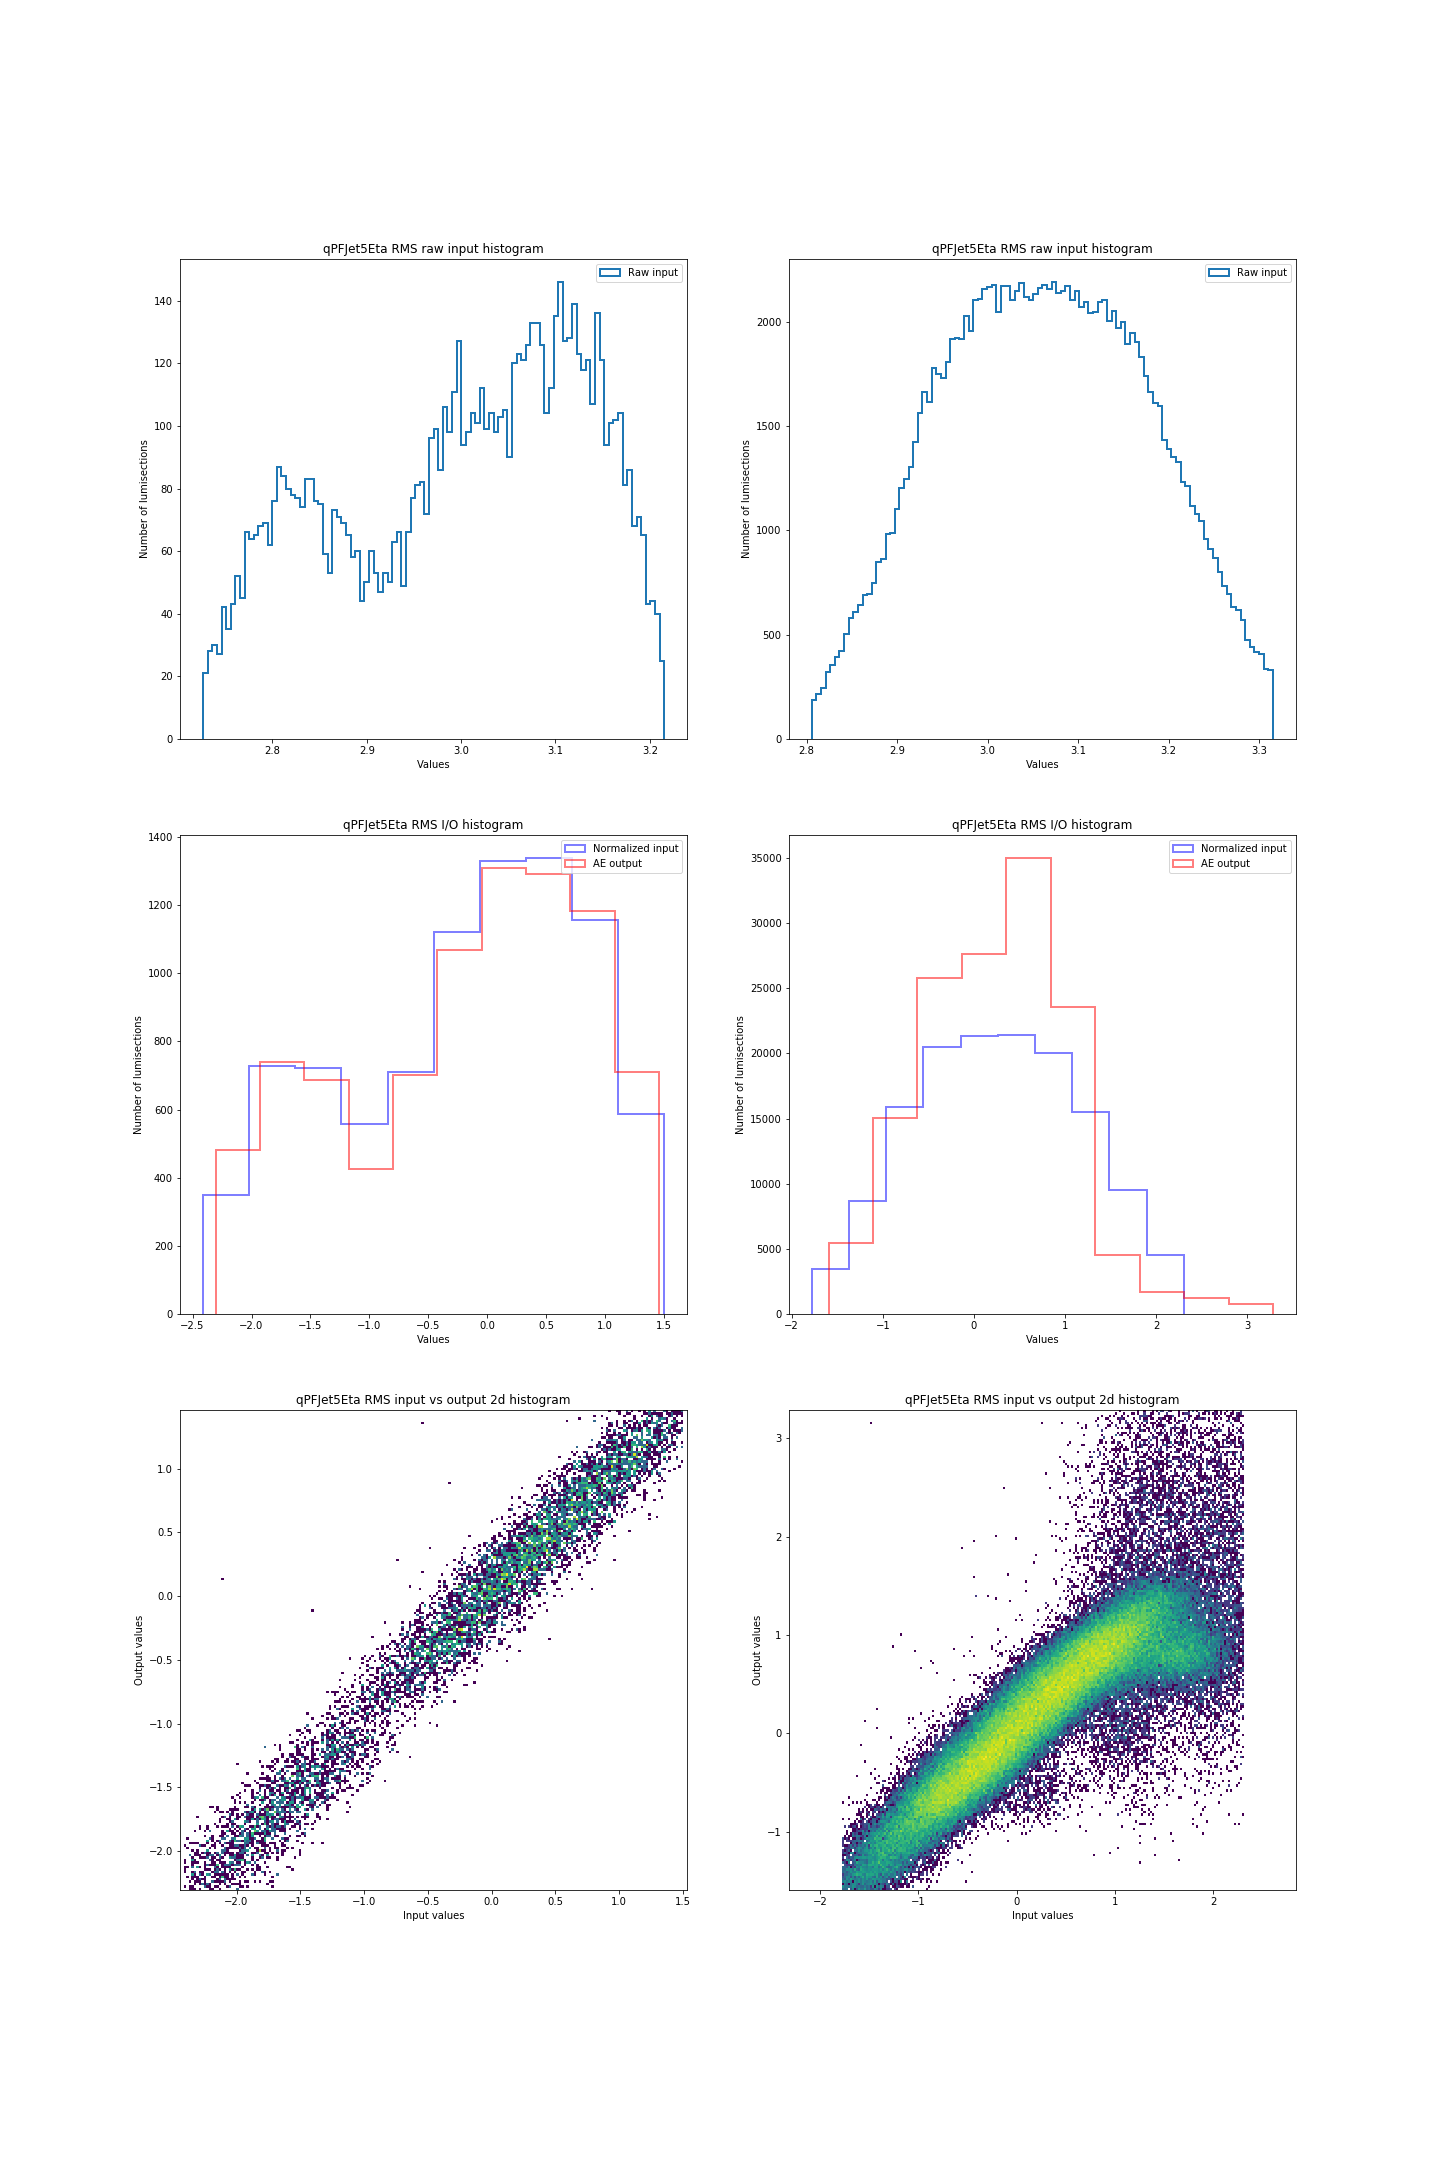 qPFJet5Eta RMS raw input histogram
Raw input
Number of lumisections
0 20 40 60 80 100 120 140
2.8 2.9 3.0 3.1 3.2
Values
qPFJet5Eta RMS raw input histogram
Raw input
Number of lumisections
0 500 1000 1500 2000
2.8 2.9 3.0 3.1 3.2 3.3
Values
qPFJet5Eta RMS I/O histogram
Normalized input
AE output
Number of lumisections
0 200 400 600 800 1000 1200 1400
−2.5 −2.0 −1.5 −1.0 −0.5 0.0 0.5 1.0 1.5
Values
qPFJet5Eta RMS I/O histogram
Normalized input
AE output
Number of lumisections
0 5000 10000 15000 20000 25000 30000 35000
−2 −1 0 1 2 3
Values
qPFJet5Eta RMS input vs output 2d histogram
Output values
−2.0 −1.5 −1.0 −0.5 0.0 0.5 1.0
−2.0 −1.5 −1.0 −0.5 0.0 0.5 1.0 1.5
Input values
qPFJet5Eta RMS input vs output 2d histogram
Output values
−1 0 1 2 3
−2 −1 0 1 2
Input values